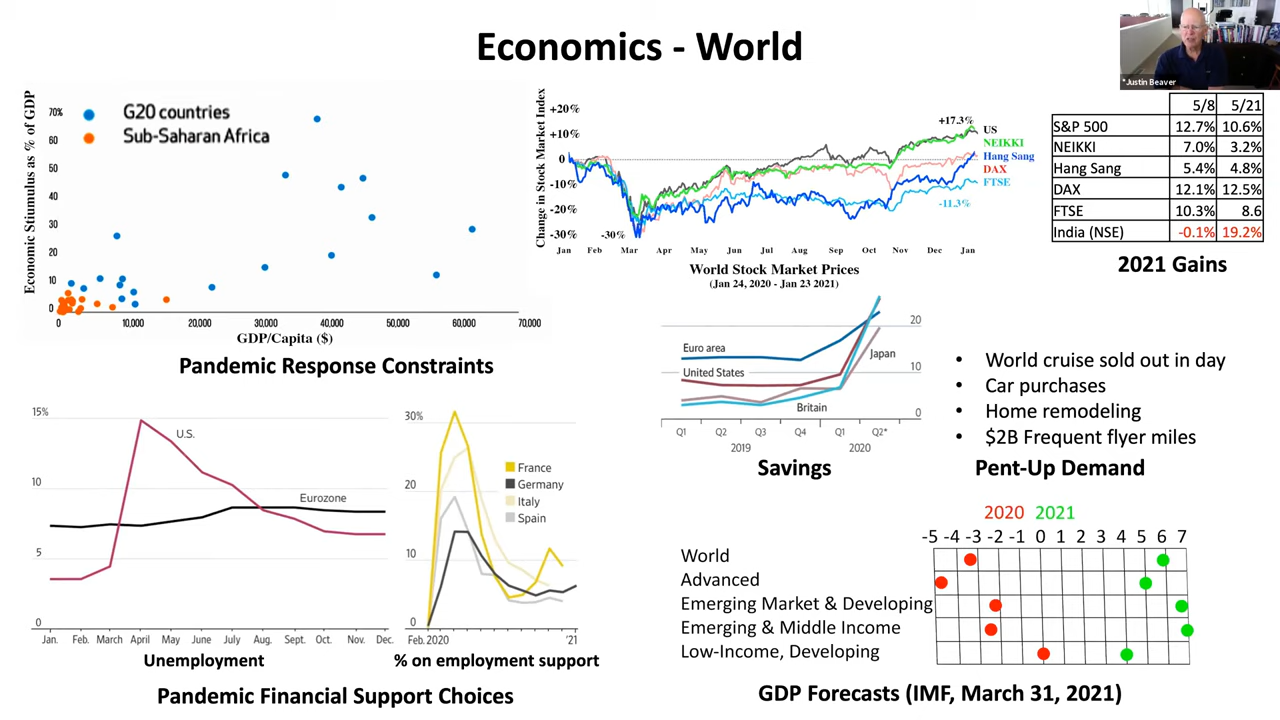 Economics - World
*Justin Beaver
Economic Stiumulus as % of GDP
70%
60
50
40
30
20
10
0
G20 countries
Sub-Saharan Africa
0 10,000 20,000 30,000 40,000 50,000 60,000 70,000
GDP/Capita ($)
Pandemic Response Constraints
Change in Stock Market Index
+20%
+10%
0
-10%
-20%
-30%
-30%
+17.3%
-11.3%
US
NEIKKI
Hang Sang
DAX
FTSE
Jan Feb Mar Apr May Jun Jul Aug Sep Oct Nov Dec Jan
World Stock Market Prices
(Jan 24, 2020 - Jan 23 2021)
5/8 5/21
S&P 500 12.7% 10.6%
NEIKKI 7.0% 3.2%
Hang Sang 5.4% 4.8%
DAX 12.1% 12.5%
FTSE 10.3% 8.6
India (NSE) -0.1% 19.2%
2021 Gains
Euro area
United States
Japan
Britain
20
10
0
Q1 Q2 Q3 Q4 Q1 Q2*
2019 2020
Savings
• World cruise sold out in day
• Car purchases
• Home remodeling
• $2B Frequent flyer miles
Pent-Up Demand
15%
10
5
0
U.S.
Eurozone
Jan. Feb. March April May June July Aug. Sept. Oct. Nov. Dec.
Unemployment
30%
20
10
0
France
Germany
Italy
Spain
Feb. 2020 '21
% on employment support
Pandemic Financial Support Choices
2020 2021
-5 -4 -3 -2 -1 0 1 2 3 4 5 6 7
World
Advanced
Emerging Market & Developing
Emerging & Middle Income
Low-Income, Developing
GDP Forecasts (IMF, March 31, 2021)